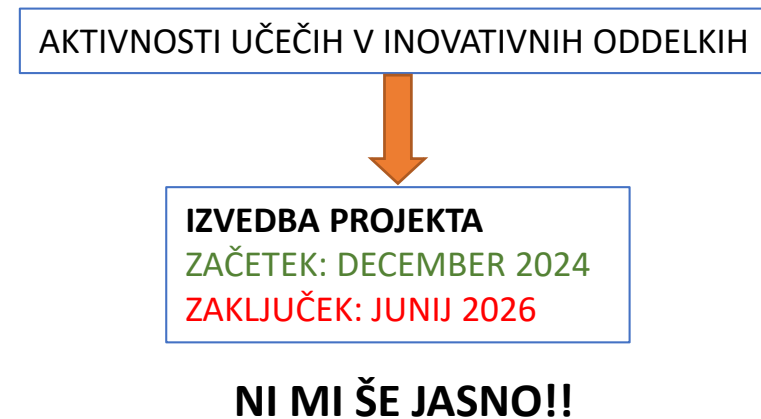 AKTIVNOSTI UČEČIH V INOVATIVNIH ODDELKIH
IZVEDBA PROJEKTA
ZAČETEK: DECEMBER 2024
ZAKLJUČEK: JUNIJ 2026
NI MI ŠE JASNO!!